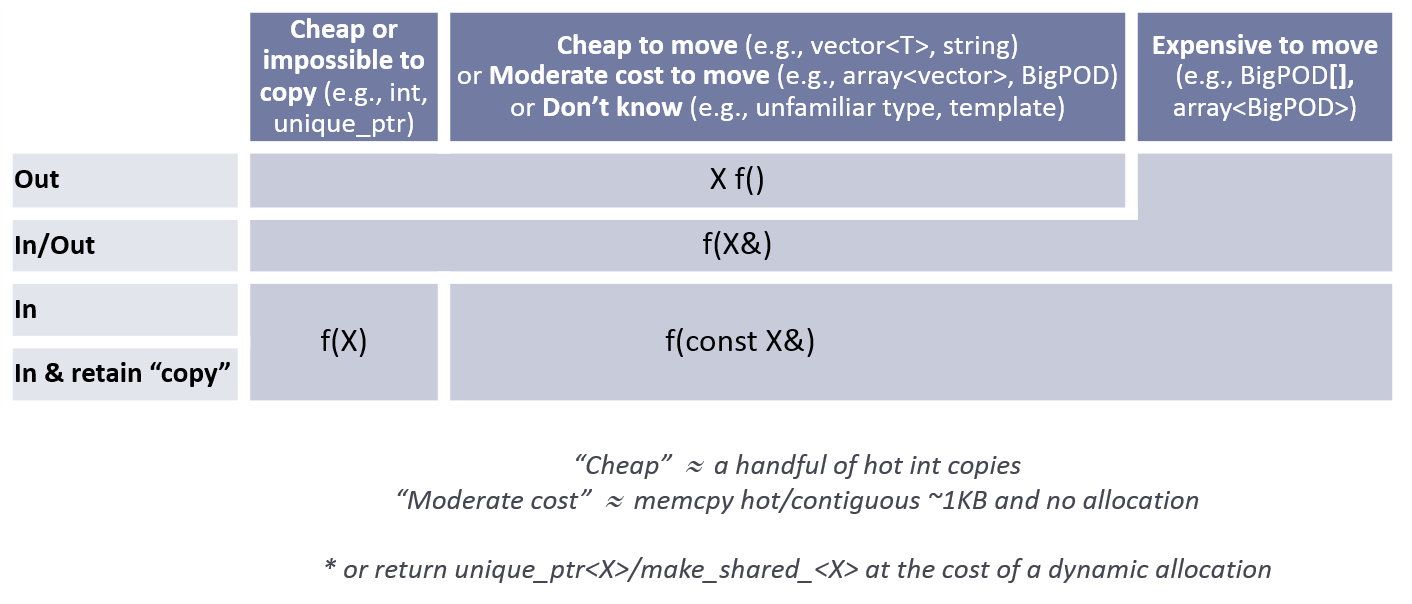 Cheap or
impossible to
copy (e.g., int,
unique_ptr)
Cheap to move (e.g., vector<T>, string)
or Moderate cost to move (e.g., array<vector>, BigPOD)
or Don’t know (e.g., unfamiliar type, template)
Expensive to move
(e.g., BigPOD[],
array<BigPOD>)
Out
X f()
In/Out
f(X&)
In
f(X)
f(const X&)
In & retain “copy”
“Cheap” ≈ a handful of hot int copies
“Moderate cost” ≈ memcpy hot/contiguous ~1KB and no allocation
* or return unique_ptr<X>/make_shared_<X> at the cost of a dynamic allocation